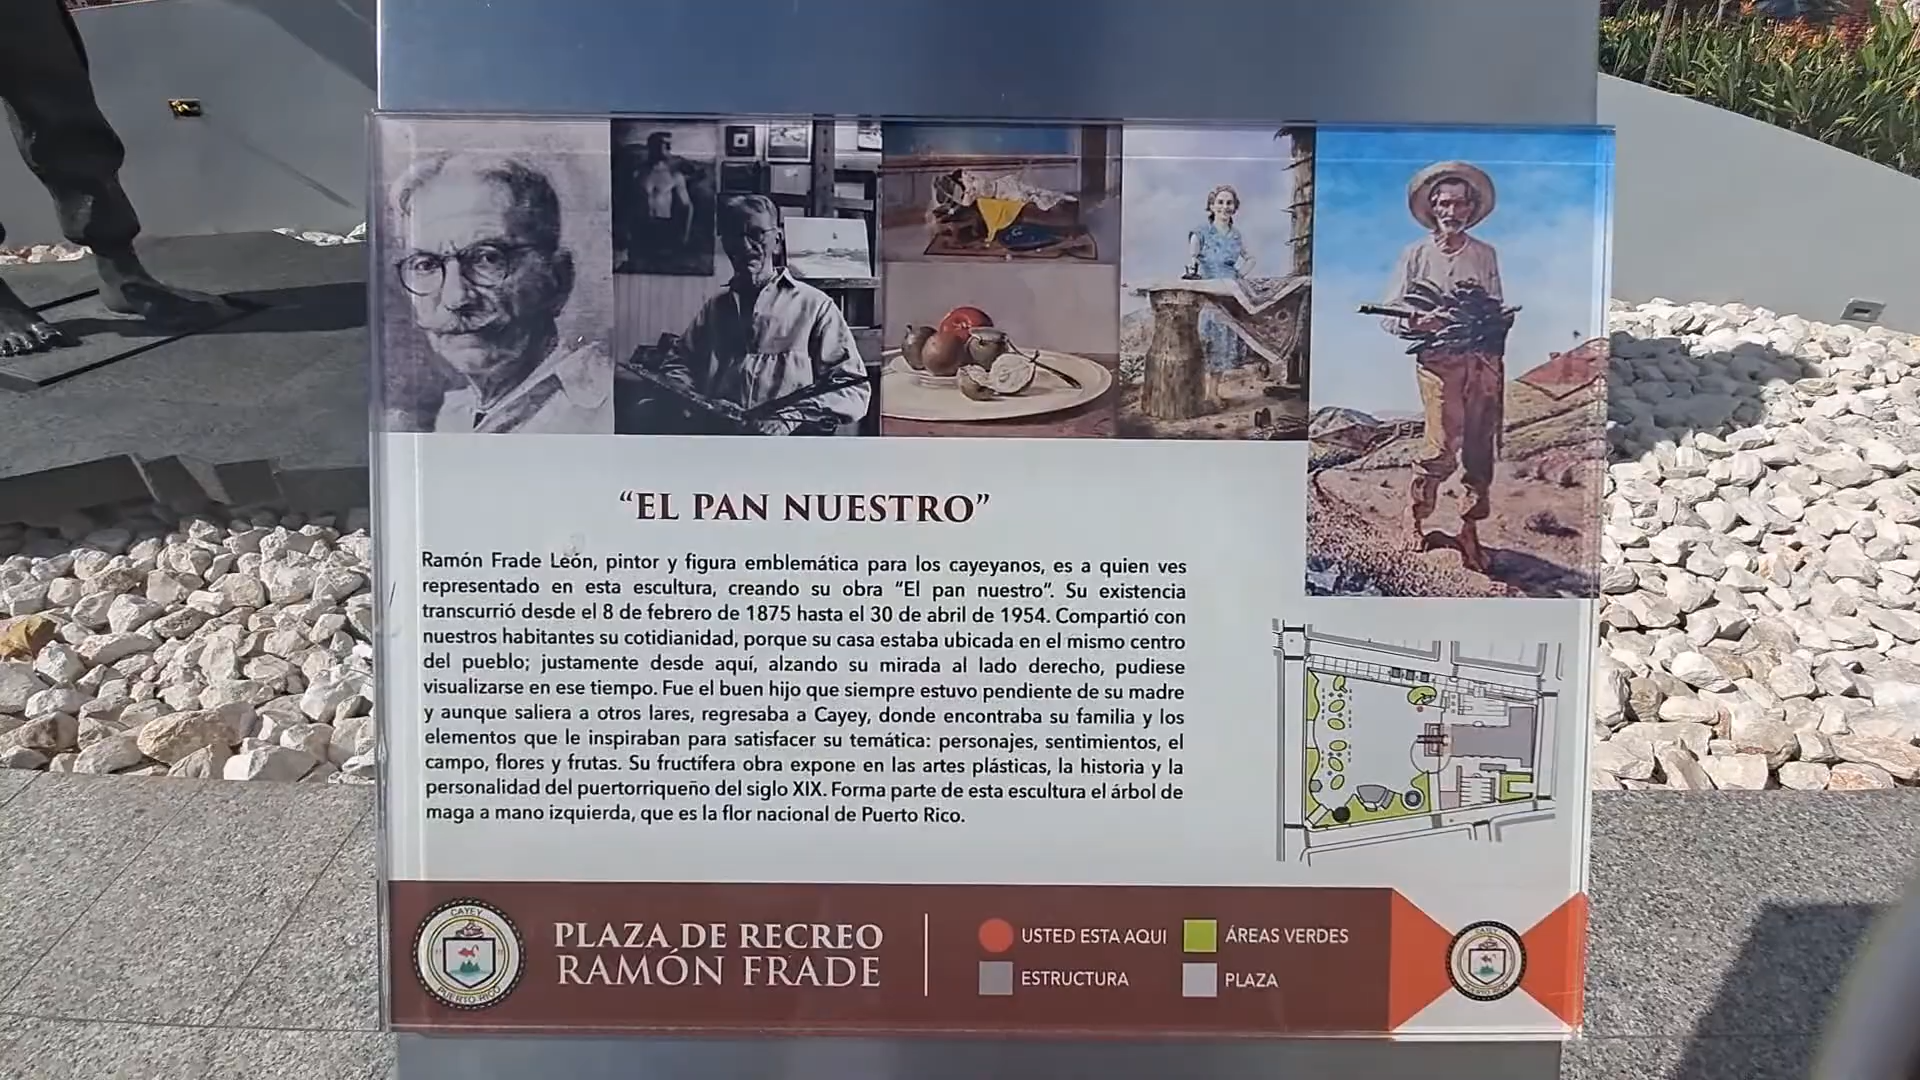 “EL PAN NUESTRO”
Ramón Frade León, pintor y figura emblemática para los cayeyanos, es a quien ves
representado en esta escultura, creando su obra “El pan nuestro”. Su existencia
transcurrió desde el 8 de febrero de 1875 hasta el 30 de abril de 1954. Compartió con
nuestros habitantes su cotidianidad, porque su casa estaba ubicada en el mismo centro
del pueblo; justamente desde aquí, alzando su mirada al lado derecho, pudiese
visualizarse en ese tiempo. Fue el buen hijo que siempre estuvo pendiente de su madre
y aunque saliera a otros lares, regresaba a Cayey, donde encontraba su familia y los
elementos que le inspiraban para satisfacer su temática: personajes, sentimientos, el
campo, flores y frutas. Su fructífera obra expone en las artes plásticas, la historia y la
personalidad del puertorriqueño del siglo XIX. Forma parte de esta escultura el árbol de
maga a mano izquierda, que es la flor nacional de Puerto Rico.
CAYEY
PUERTO RICO
PLAZA DE RECREO
RAMÓN FRADE
USTED ESTA AQUI
ÁREAS VERDES
ESTRUCTURA
PLAZA
CAYEY
PUERTO RICO